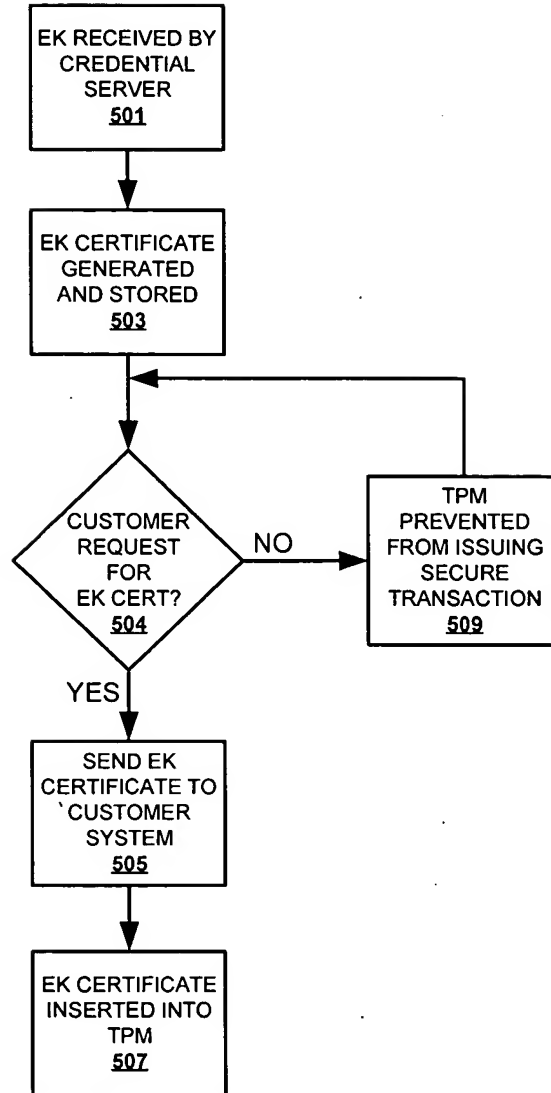 EK RECEIVED BY
CREDENTIAL
SERVER
501
EK CERTIFICATE
GENERATED
AND STORED
503
CUSTOMER
REQUEST
FOR
EK CERT?
504
NO
TPM
PREVENTED
FROM ISSUING
SECURE
TRANSACTION
509
YES
SEND EK
CERTIFICATE TO
CUSTOMER
SYSTEM
505
EK CERTIFICATE
INSERTED INTO
TPM
507